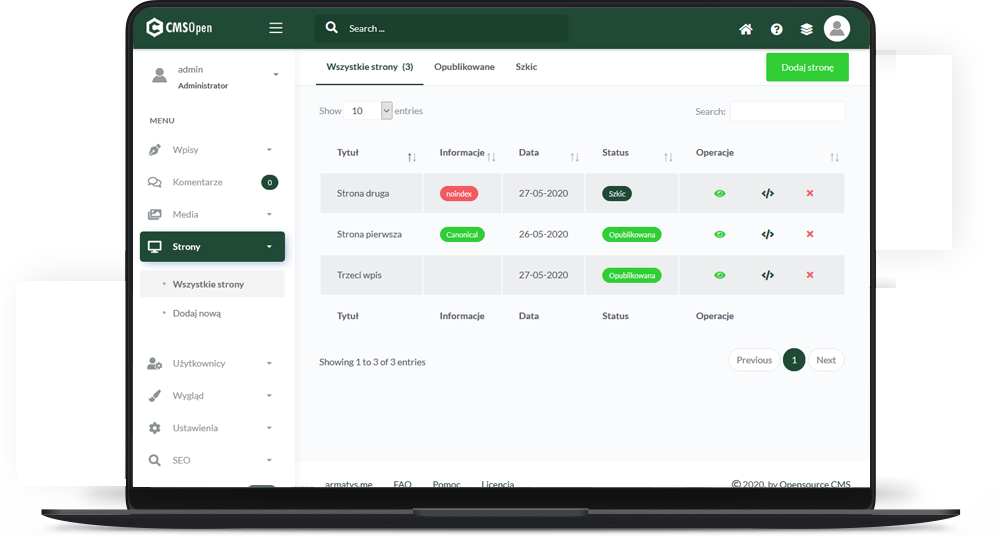 CMSOpen
Search ...
admin
Administrator
MENU
Wpisy
Komentarze 0
Media
Strony
Wszystkie strony
Dodaj nową
Użytkownicy
Wygląd
Ustawienia
SEO
Wszystkie strony (3) Opublikowane Szkic Dodaj stronę
Show 10 entries Search:
Tytuł Informacje Data Status Operacje
Strona druga noindex 27-05-2020 Szkic
Strona pierwsza Canonical 26-05-2020 Opublikowana
Trzeci wpis 27-05-2020 Opublikowana
Tytuł Informacje Data Status Operacje
Showing 1 to 3 of 3 entries Previous 1 Next
armatys.me FAQ Pomoc Licencja © 2020, by Opensource CMS